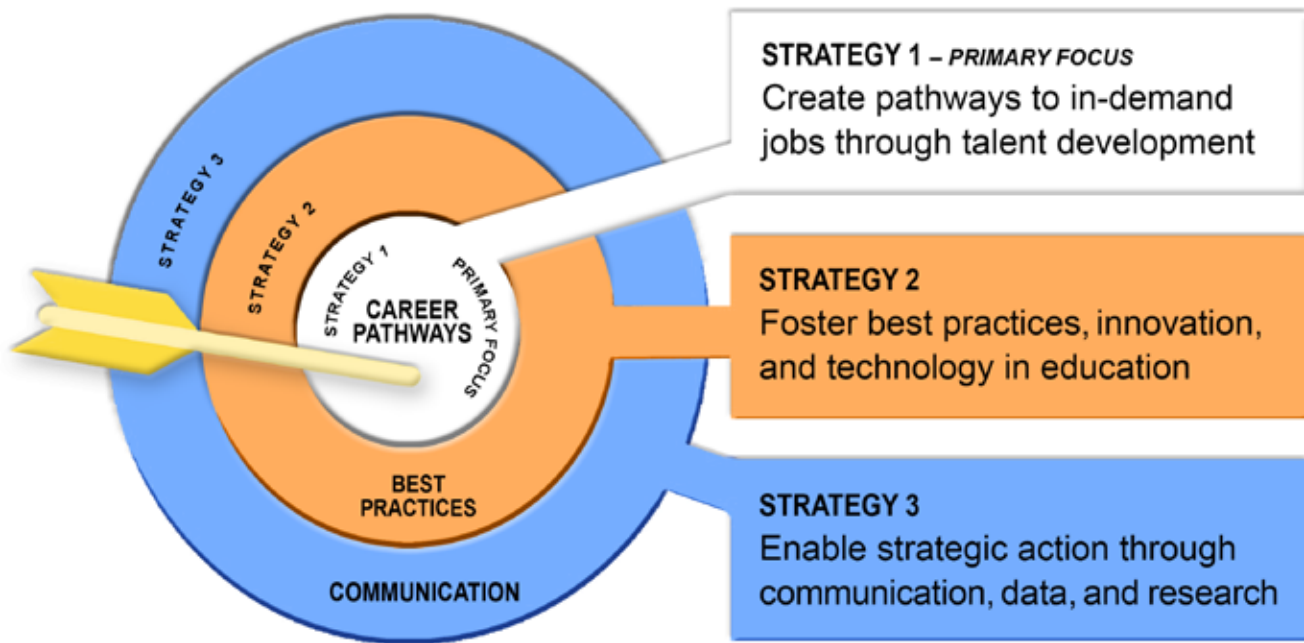 STRATEGY 3
STRATEGY 2
STRATEGY 1
PRIMARY FOCUS
CAREER
PATHWAYS
BEST
PRACTICES
COMMUNICATION
STRATEGY 1 – PRIMARY FOCUS
Create pathways to in-demand
jobs through talent development
STRATEGY 2
Foster best practices, innovation,
and technology in education
STRATEGY 3
Enable strategic action through
communication, data, and research